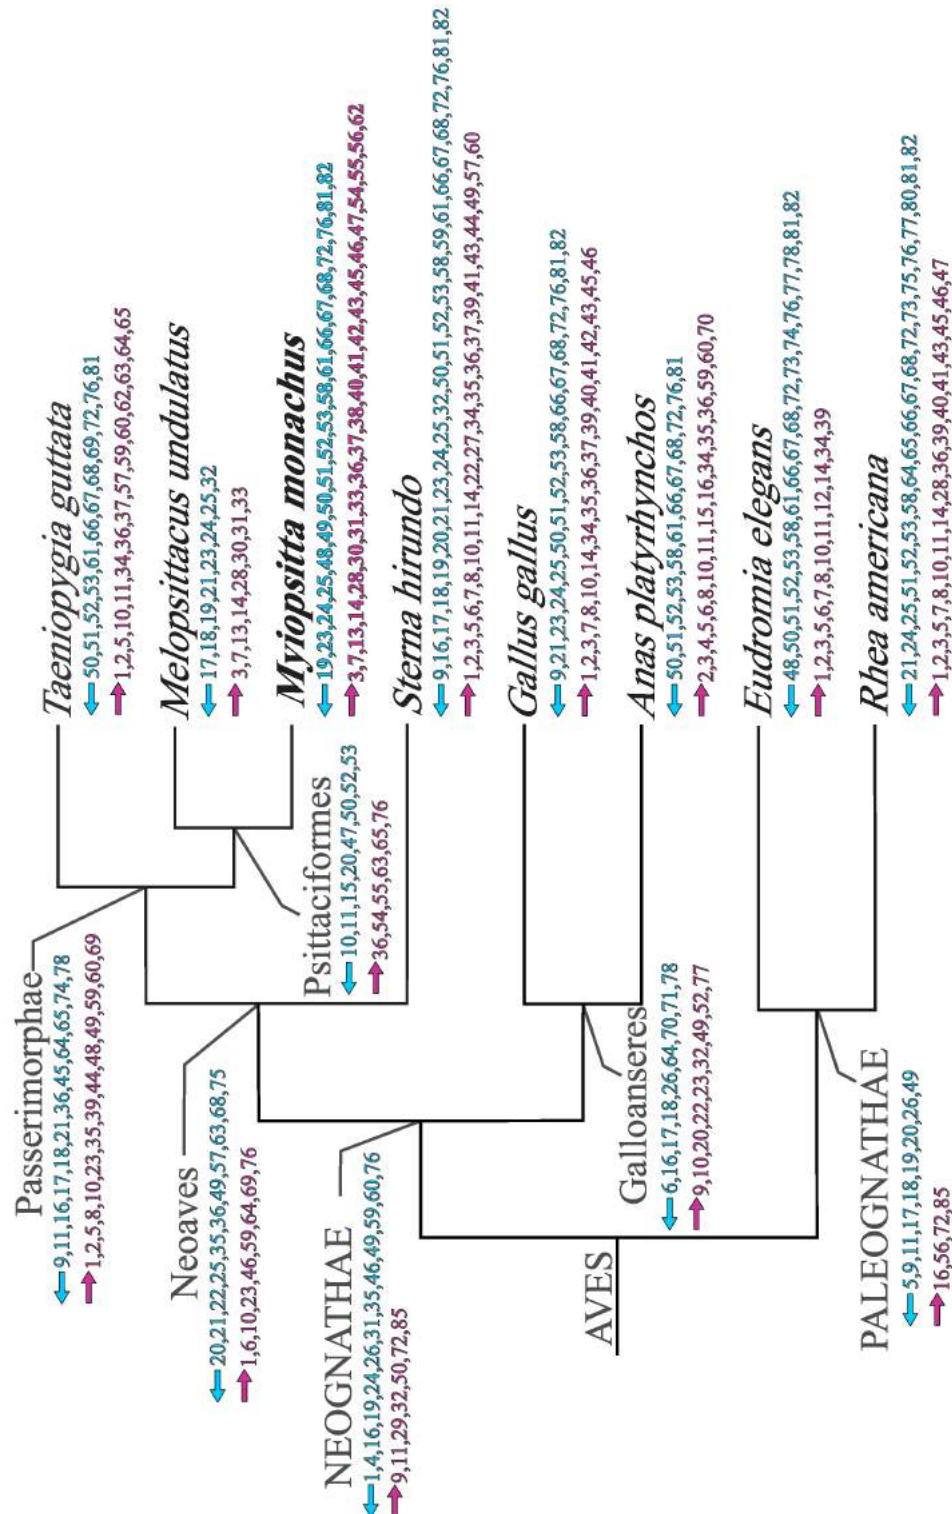 Taeniopygia guttata
50,51,52,53,61,66,67,68,69,72,76,81
1,2,5,10,11,34,36,37,57,59,60,62,63,64,65
Melopsittacus undulatus
17,18,19,21,23,24,25,32
3,7,13,14,28,30,31,33
Myiopsitta monachus
19,23,24,25,48,49,50,51,52,53,58,61,66,67,68,72,76,81,82
3,7,13,14,28,30,31,33,36,37,38,40,41,42,43,45,46,47,54,55,56,62
Sterna hirundo
9,16,17,18,19,20,21,23,24,25,32,50,51,52,53,58,59,61,66,67,68,72,76,81,82
1,2,3,5,6,7,8,10,11,14,22,27,34,35,36,37,39,41,43,44,49,57,60
Gallus gallus
9,21,23,24,25,50,51,52,53,58,66,67,68,72,76,81,82
1,2,3,7,8,10,14,34,35,36,37,39,40,41,42,43,45,46
Anas platyrhynchos
50,51,52,53,58,61,66,67,68,72,76,81
2,3,4,5,6,8,10,11,15,16,34,35,36,59,60,70
Eudromia elegans
48,50,51,52,53,58,61,66,67,68,72,73,74,76,77,78,81,82
1,2,3,5,6,7,8,10,11,12,14,34,39
Rhea americana
21,24,25,51,52,53,58,64,65,66,67,68,72,73,75,76,77,80,81,82
1,2,3,5,7,8,10,11,14,28,36,39,40,41,43,45,46,47
Passerimorphae
9,11,16,17,18,21,36,45,64,65,74,78
1,2,5,8,10,23,35,39,44,48,49,59,60,69
Psittaciformes
10,11,15,20,47,50,52,53
36,54,55,63,65,76
Neoaves
20,21,22,25,35,36,49,57,63,68,75
1,6,10,23,46,59,64,69,76
NEOGNATHAE
1,4,16,19,24,26,31,35,46,49,59,60,76
9,11,29,32,50,72,85
Galloanseres
6,16,17,18,26,64,70,71,78
9,10,20,22,23,32,49,52,77
AVES
PALEOGNATHAE
5,9,11,17,18,19,20,26,49
16,56,72,85